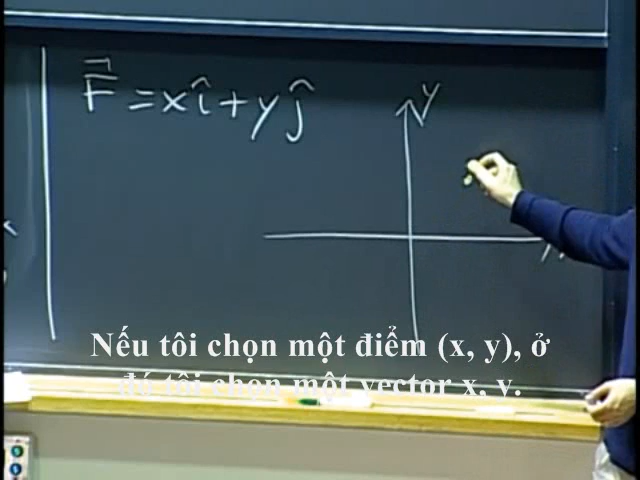 F⃗ = xî + yĵ
y
Nếu tôi chọn một điểm (x, y), ở
đó tôi chọn một vector x, y.